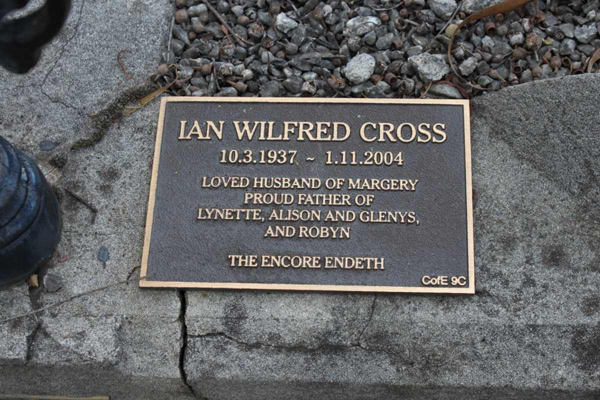 IAN WILFRED CROSS
10.3.1937 ~ 1.11.2004
LOVED HUSBAND OF MARGERY
PROUD FATHER OF
LYNETTE, ALISON AND GLENYS,
AND ROBYN
THE ENCORE ENDETH
CofE 9C